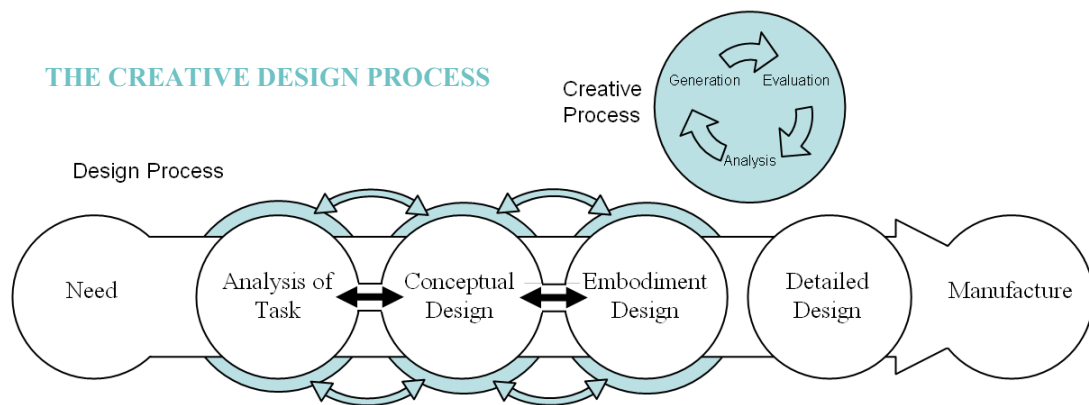 THE CREATIVE DESIGN PROCESS
Creative
Process
Generation
Evaluation
Analysis
Design Process
Need
Analysis of
Task
Conceptual
Design
Embodiment
Design
Detailed
Design
Manufacture